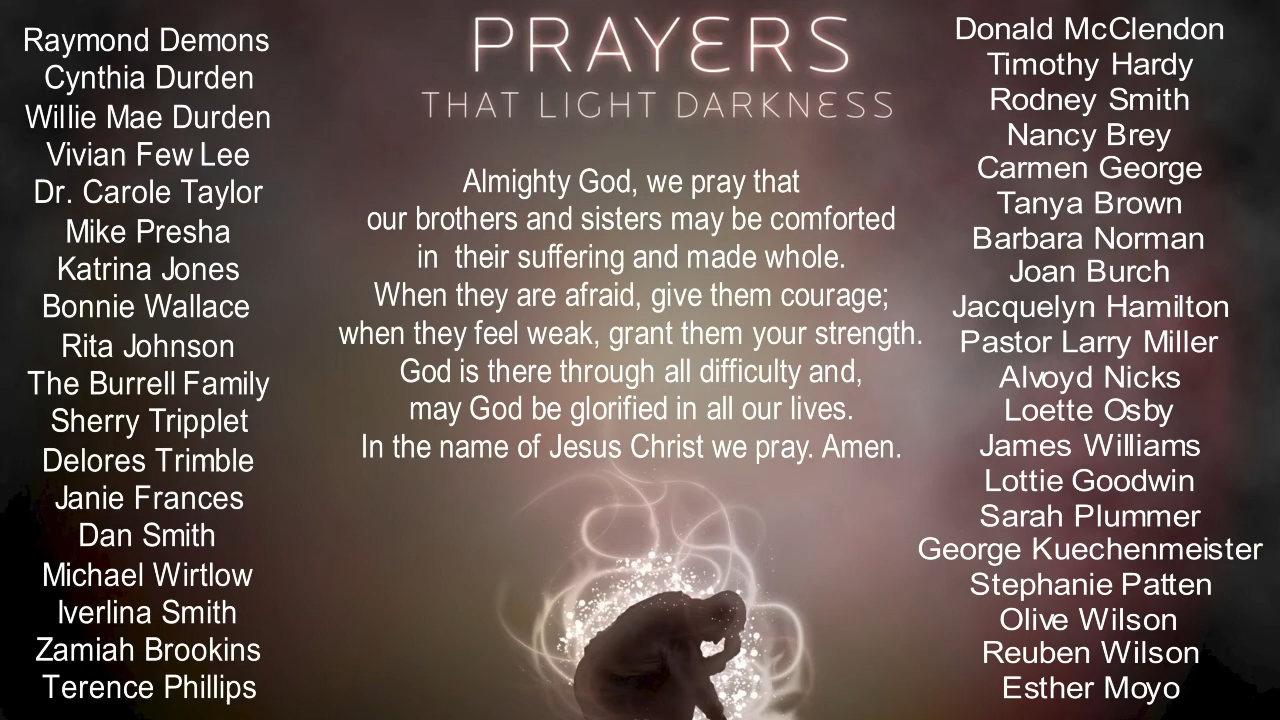 Raymond Demons
Cynthia Durden
Willie Mae Durden
Vivian Few Lee
Dr. Carole Taylor
Mike Presha
Katrina Jones
Bonnie Wallace
Rita Johnson
The Burrell Family
Sherry Tripplet
Delores Trimble
Janie Frances
Dan Smith
Michael Wirtlow
Iverlina Smith
Zamiah Brookins
Terence Phillips
PRAYERS
THAT LIGHT DARKNESS
Almighty God, we pray that
our brothers and sisters may be comforted
in  their suffering and made whole.
When they are afraid, give them courage;
when they feel weak, grant them your strength.
God is there through all difficulty and,
may God be glorified in all our lives.
In the name of Jesus Christ we pray. Amen.
Donald McClendon
Timothy Hardy
Rodney Smith
Nancy Brey
Carmen George
Tanya Brown
Barbara Norman
Joan Burch
Jacquelyn Hamilton
Pastor Larry Miller
Alvoyd Nicks
Loette Osby
James Williams
Lottie Goodwin
Sarah Plummer
George Kuechenmeister
Stephanie Patten
Olive Wilson
Reuben Wilson
Esther Moyo